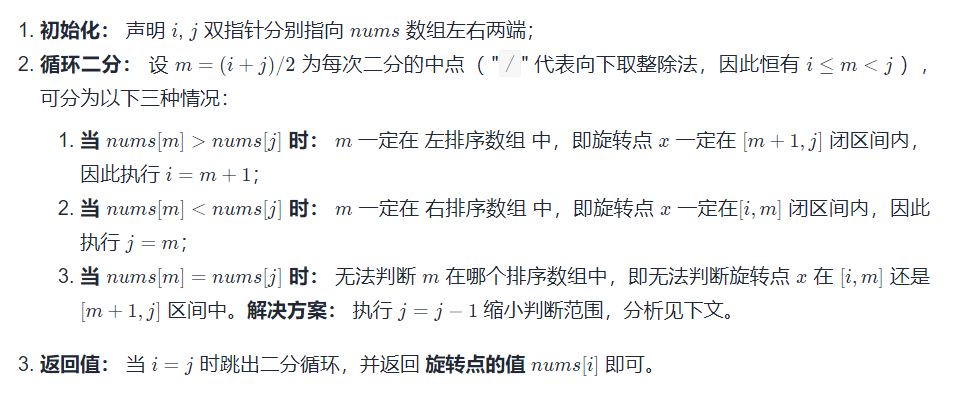 1. 初始化： 声明 i, j 双指针分别指向 nums 数组左右两端；
2. 循环二分： 设 m = (i + j)/2 为每次二分的中点（ "/" 代表向下取整除法，因此恒有 i ≤ m < j ），
可分为以下三种情况：
1. 当 nums[m] > nums[j] 时： m 一定在 左排序数组 中，即旋转点 x 一定在 [m + 1, j] 闭区间内，
因此执行 i = m + 1；
2. 当 nums[m] < nums[j] 时： m 一定在 右排序数组 中，即旋转点 x 一定在[i, m] 闭区间内，因此
执行 j = m；
3. 当 nums[m] = nums[j] 时： 无法判断 m 在哪个排序数组中，即无法判断旋转点 x 在 [i, m] 还是
[m + 1, j] 区间中。解决方案： 执行 j = j − 1 缩小判断范围，分析见下文。
3. 返回值： 当 i = j 时跳出二分循环，并返回 旋转点的值 nums[i] 即可。